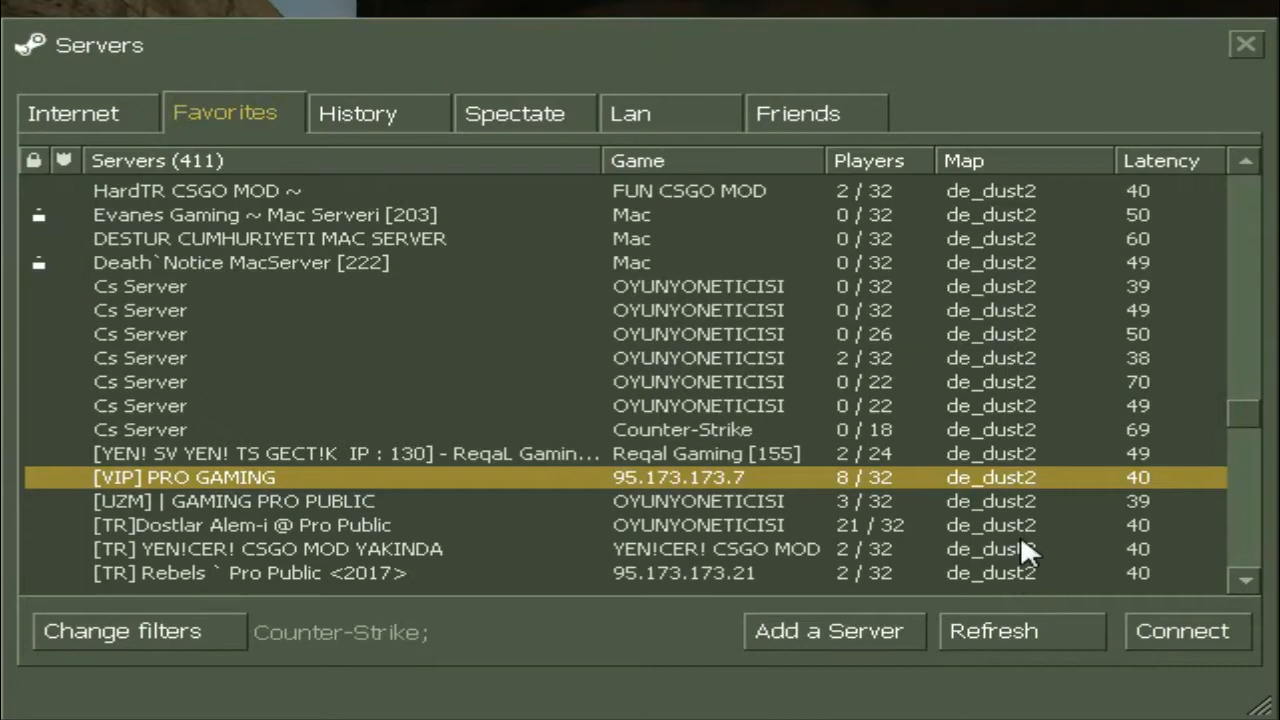 Servers
Internet Favorites History Spectate Lan Friends
Servers (411) Game Players Map Latency
HardTR CSGO MOD ~ FUN CSGO MOD 2 / 32 de_dust2 40
Evanes Gaming ~ Mac Serveri [203] Mac 0 / 32 de_dust2 50
DESTUR CUMHURIYETI MAC SERVER Mac 0 / 32 de_dust2 60
Death`Notice MacServer [222] Mac 0 / 32 de_dust2 49
Cs Server OYUNYONETICISI 0 / 32 de_dust2 39
Cs Server OYUNYONETICISI 0 / 32 de_dust2 49
Cs Server OYUNYONETICISI 0 / 26 de_dust2 50
Cs Server OYUNYONETICISI 2 / 32 de_dust2 38
Cs Server OYUNYONETICISI 0 / 22 de_dust2 70
Cs Server OYUNYONETICISI 0 / 22 de_dust2 49
Cs Server Counter-Strike 0 / 18 de_dust2 69
[YEN! SV YEN! TS GECT!K IP : 130] - ReqaL Gamin... Reqal Gaming [155] 2 / 24 de_dust2 49
[VIP] PRO GAMING 95.173.173.7 8 / 32 de_dust2 40
[UZM] | GAMING PRO PUBLIC OYUNYONETICISI 3 / 32 de_dust2 39
[TR]Dostlar Alem-i @ Pro Public OYUNYONETICISI 21 / 32 de_dust2 40
[TR] YEN!CER! CSGO MOD YAKINDA YEN!CER! CSGO MOD 2 / 32 de_dust2 40
[TR] Rebels ` Pro Public <2017> 95.173.173.21 2 / 32 de_dust2 40
Change filters Counter-Strike; Add a Server Refresh Connect